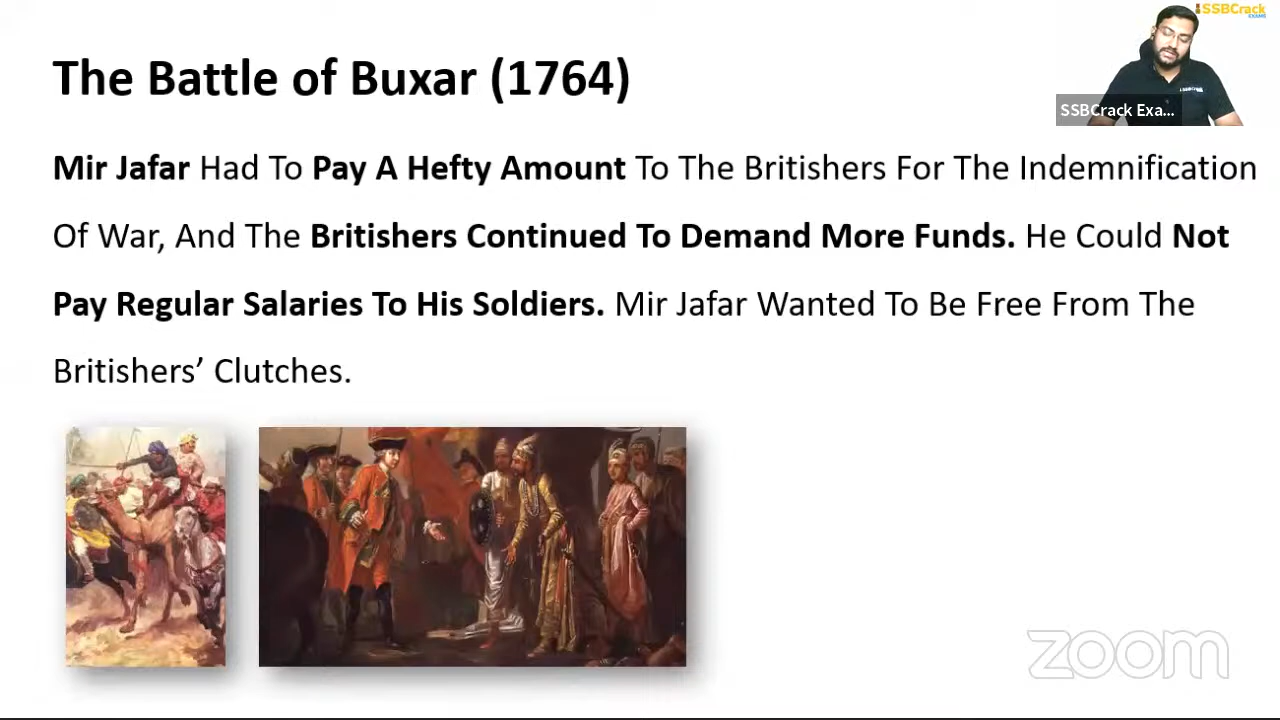 SSBCrack
EXAMS
The Battle of Buxar (1764)
SSBCrack Exa...
Mir Jafar Had To Pay A Hefty Amount To The Britishers For The Indemnification
Of War, And The Britishers Continued To Demand More Funds. He Could Not
Pay Regular Salaries To His Soldiers. Mir Jafar Wanted To Be Free From The
Britishers’ Clutches.
zoom